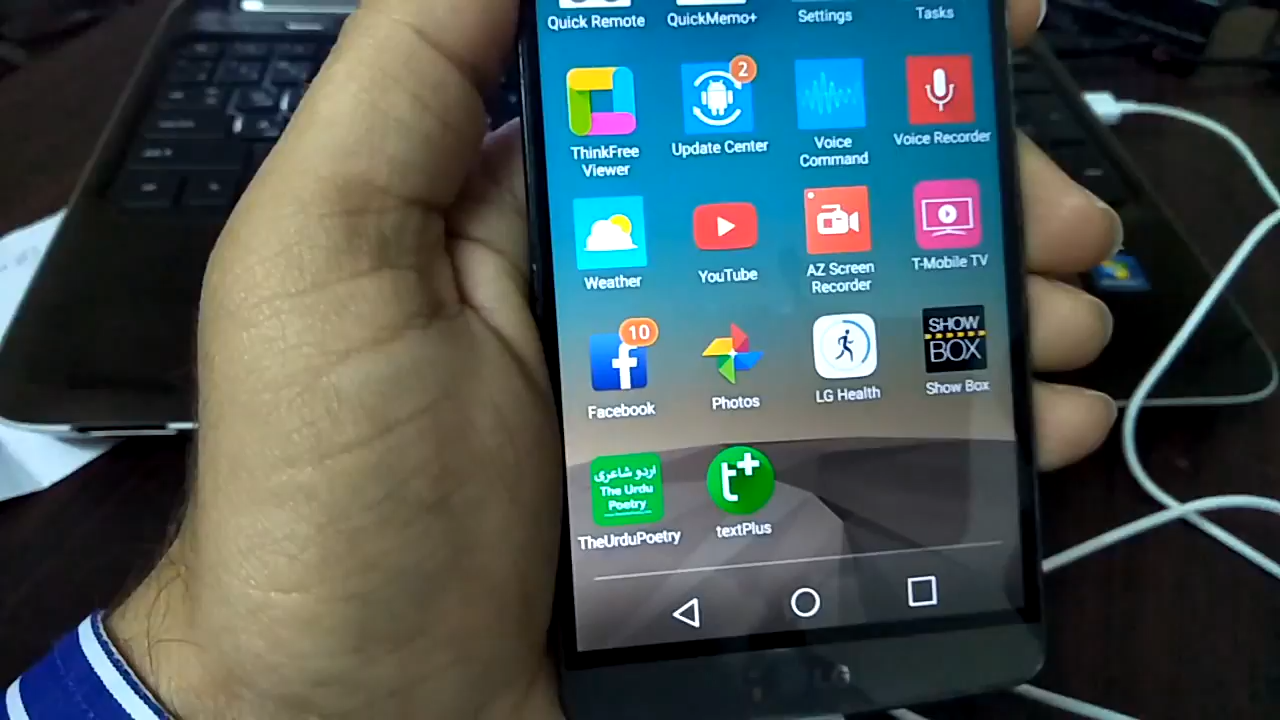 Quick Remote
QuickMemo+
Settings
Tasks
2
ThinkFree
Viewer
Update Center
Voice
Command
Voice Recorder
Weather
YouTube
AZ Screen
Recorder
T-Mobile TV
10
f
SHOW
BOX
Facebook
Photos
LG Health
Show Box
اردو شاعری
The Urdu
Poetry
t+
TheUrduPoetry
textPlus
LG